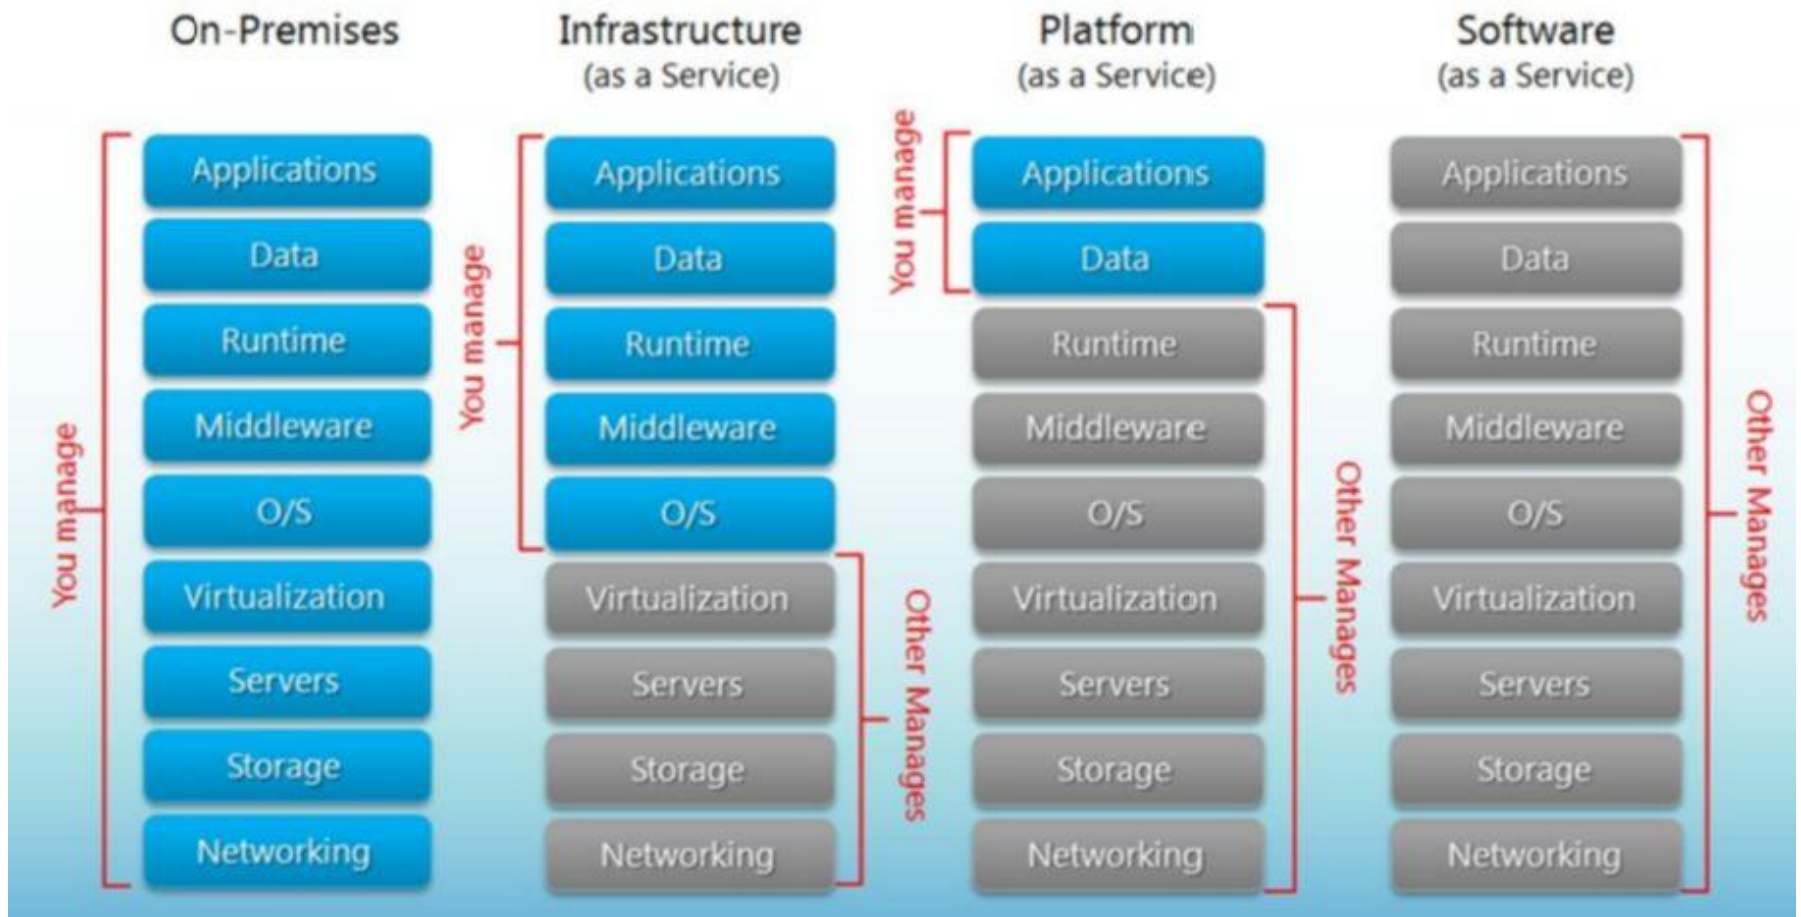 On-Premises
Infrastructure
(as a Service)
Platform
(as a Service)
Software
(as a Service)
You manage
Applications
Data
Runtime
Middleware
O/S
Virtualization
Servers
Storage
Networking
You manage
Applications
Data
Runtime
Middleware
O/S
Virtualization
Servers
Storage
Networking
Other Manages
You manage
Applications
Data
Runtime
Middleware
O/S
Virtualization
Servers
Storage
Networking
Other Manages
Applications
Data
Runtime
Middleware
O/S
Virtualization
Servers
Storage
Networking
Other Manages